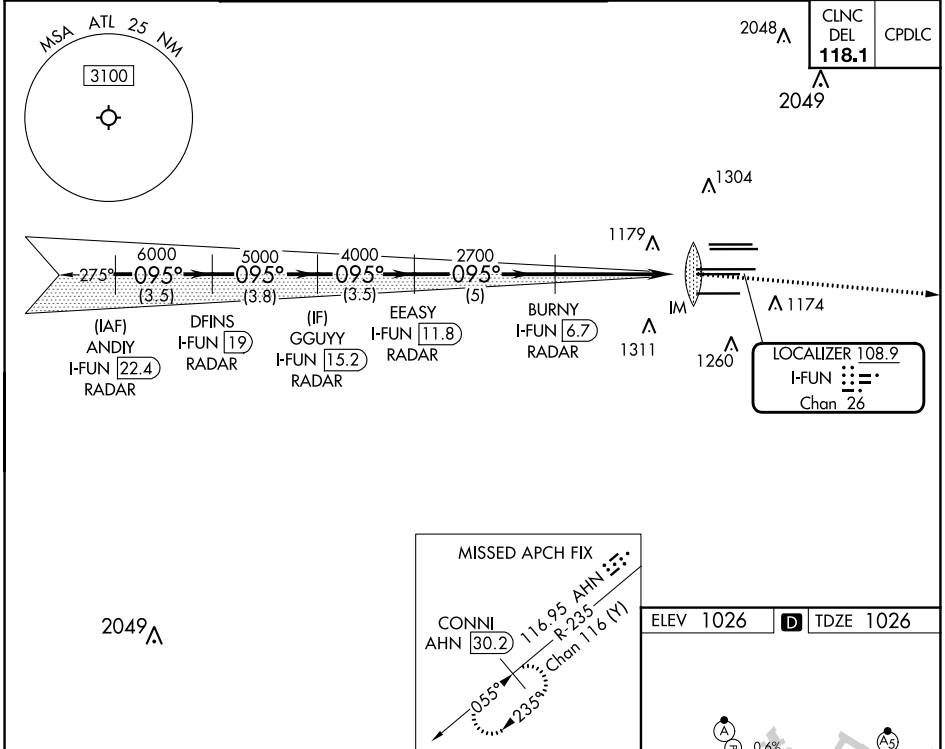 MSA ATL 25 NM
3100
2048
CLNC
DEL
118.1
CPDLC
2049
1304
1179
6000
5000
4000
2700
275°
095°
095°
095°
095°
(3.5)
(3.8)
(3.5)
(5)
(IAF)
ANDIY
I-FUN 22.4
RADAR
DFINS
I-FUN 19
RADAR
(IF)
GGUYY
I-FUN 15.2
RADAR
EEASY
I-FUN 11.8
RADAR
BURNY
I-FUN 6.7
RADAR
IM
1311
1260
1174
LOCALIZER 108.9
I-FUN
Chan 26
MISSED APCH FIX
CONNI
AHN 30.2
116.95 AHN
R-235
Chan 116 (Y)
055°
235°
2049
ELEV 1026
D
TDZE 1026
A
P
0.6%
A5